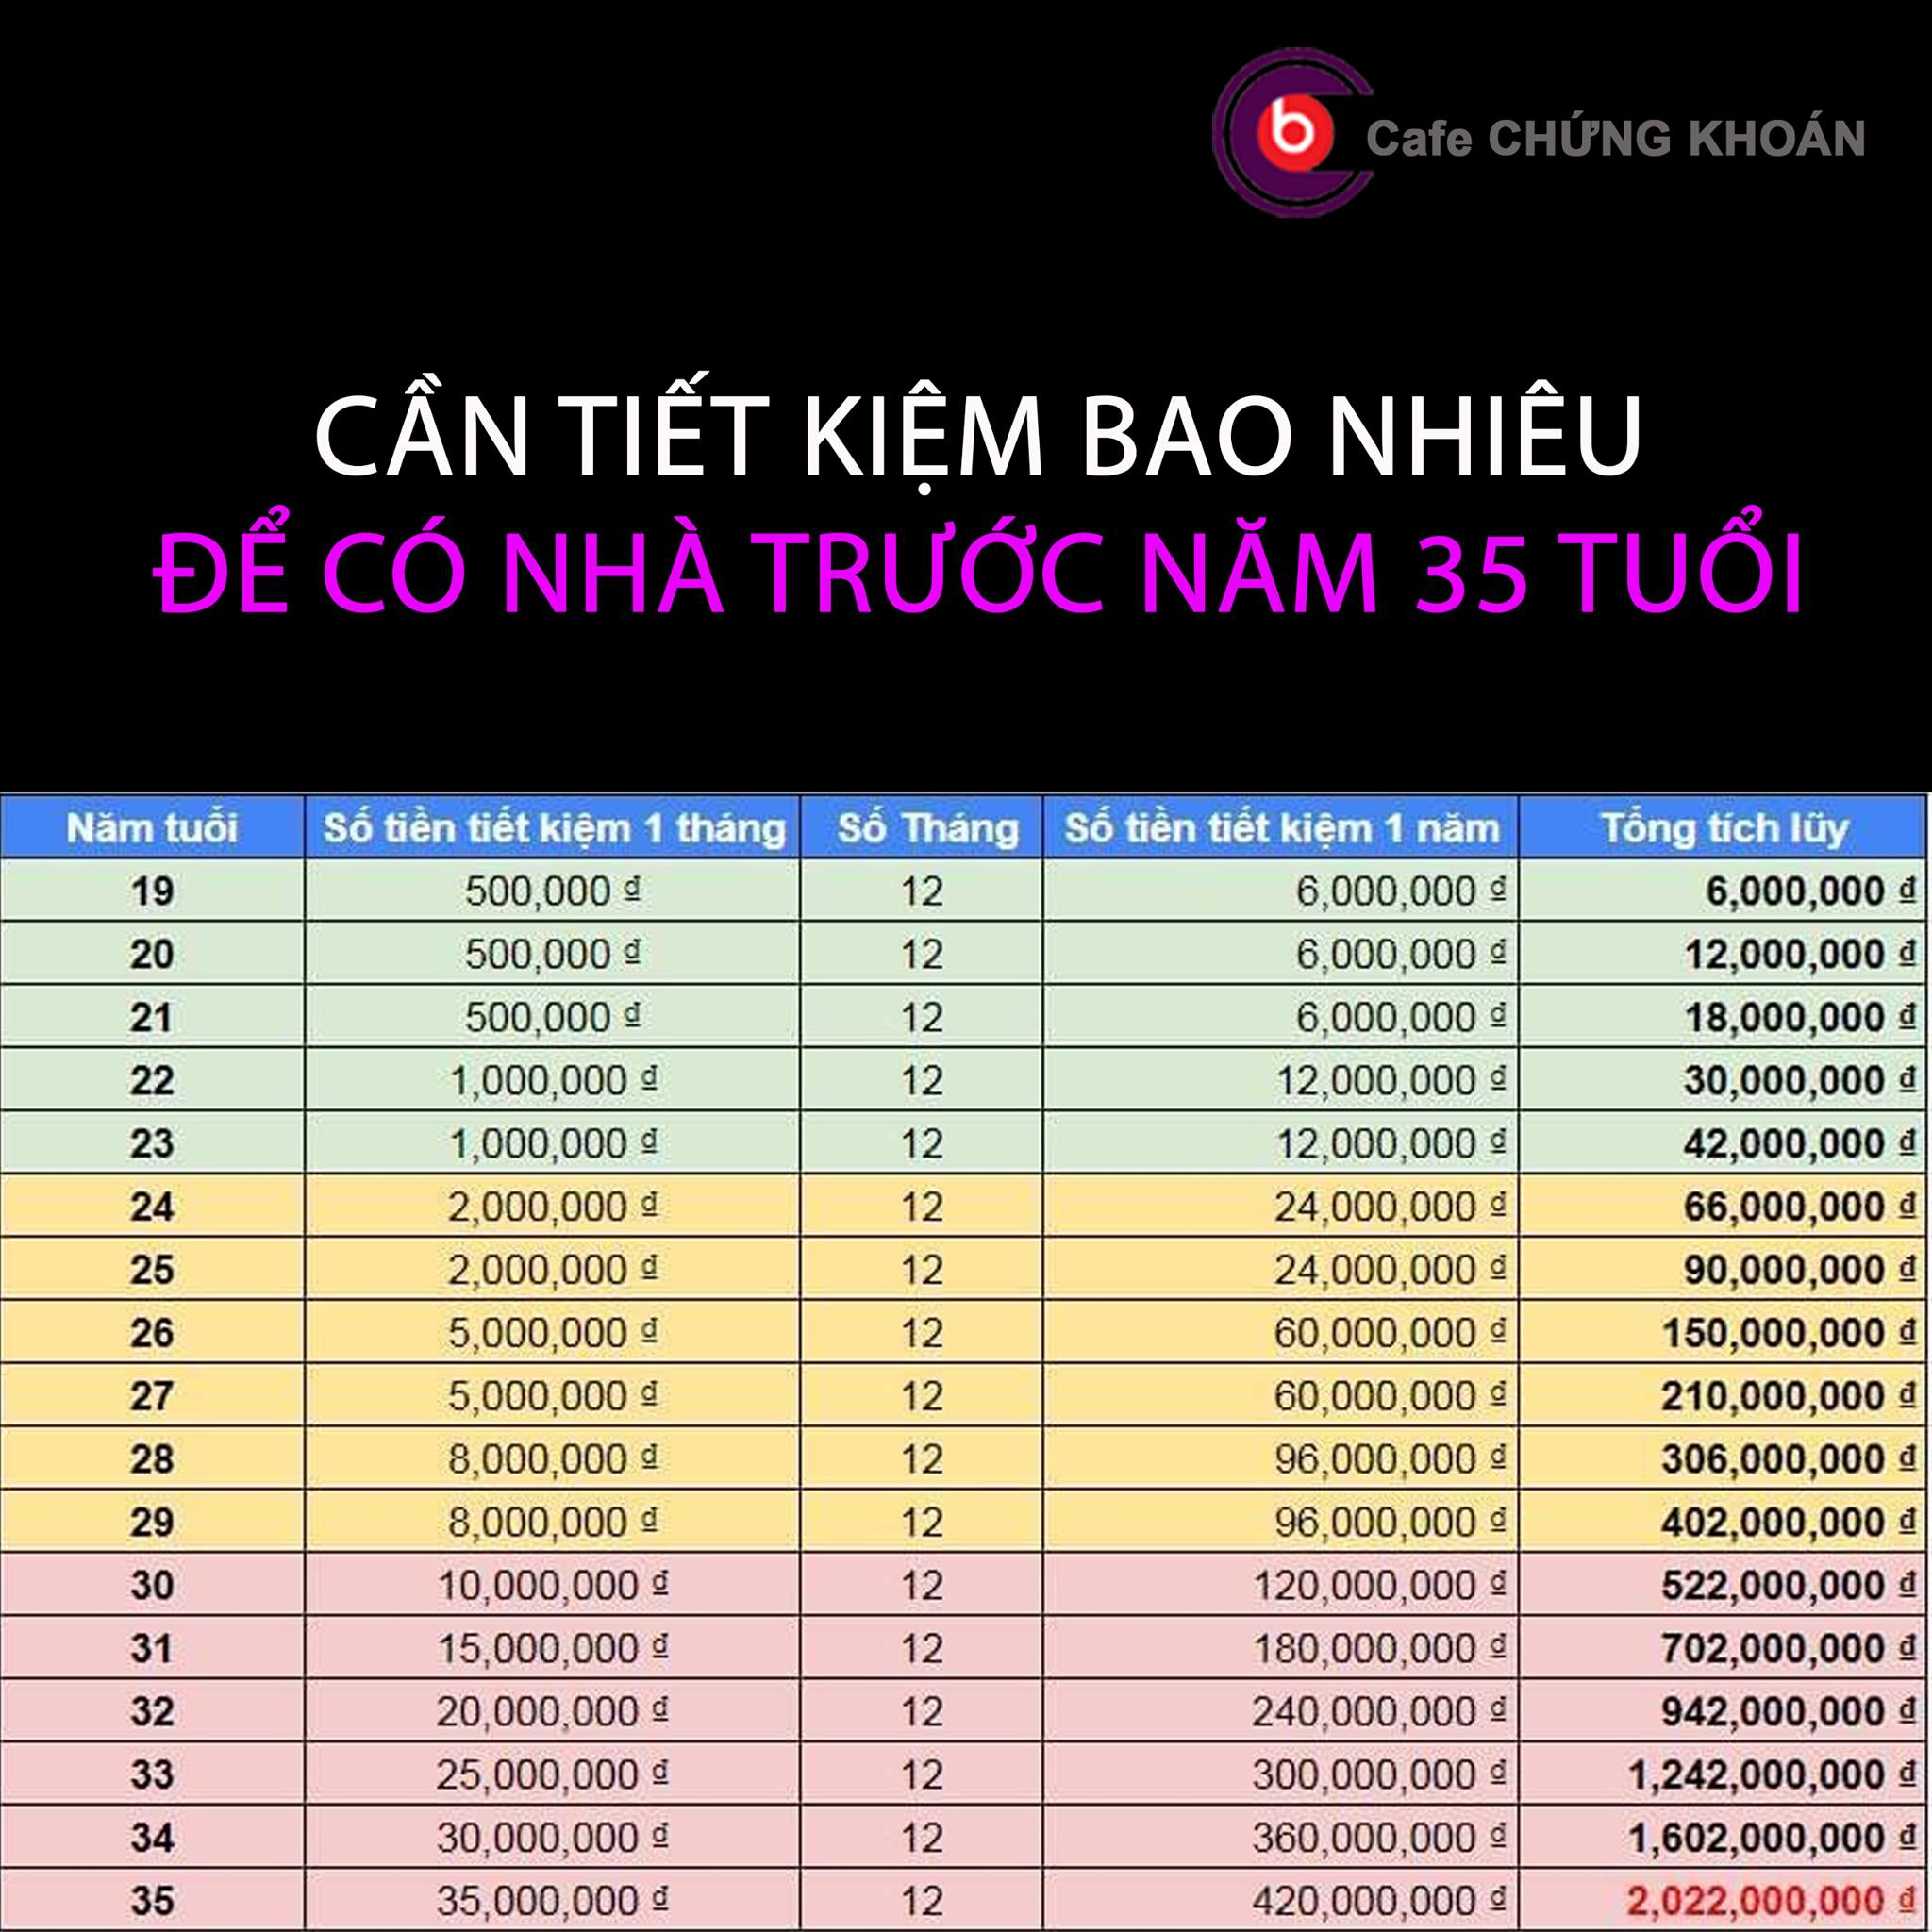 b Cafe CHỨNG KHOÁN
CẦN TIẾT KIỆM BAO NHIÊU
ĐỂ CÓ NHÀ TRƯỚC NĂM 35 TUỔI
Năm tuổi Số tiền tiết kiệm 1 tháng Số Tháng Số tiền tiết kiệm 1 năm Tổng tích lũy
19 500,000 ₫ 12 6,000,000 ₫ 6,000,000 ₫
20 500,000 ₫ 12 6,000,000 ₫ 12,000,000 ₫
21 500,000 ₫ 12 6,000,000 ₫ 18,000,000 ₫
22 1,000,000 ₫ 12 12,000,000 ₫ 30,000,000 ₫
23 1,000,000 ₫ 12 12,000,000 ₫ 42,000,000 ₫
24 2,000,000 ₫ 12 24,000,000 ₫ 66,000,000 ₫
25 2,000,000 ₫ 12 24,000,000 ₫ 90,000,000 ₫
26 5,000,000 ₫ 12 60,000,000 ₫ 150,000,000 ₫
27 5,000,000 ₫ 12 60,000,000 ₫ 210,000,000 ₫
28 8,000,000 ₫ 12 96,000,000 ₫ 306,000,000 ₫
29 8,000,000 ₫ 12 96,000,000 ₫ 402,000,000 ₫
30 10,000,000 ₫ 12 120,000,000 ₫ 522,000,000 ₫
31 15,000,000 ₫ 12 180,000,000 ₫ 702,000,000 ₫
32 20,000,000 ₫ 12 240,000,000 ₫ 942,000,000 ₫
33 25,000,000 ₫ 12 300,000,000 ₫ 1,242,000,000 ₫
34 30,000,000 ₫ 12 360,000,000 ₫ 1,602,000,000 ₫
35 35,000,000 ₫ 12 420,000,000 ₫ 2,022,000,000 ₫